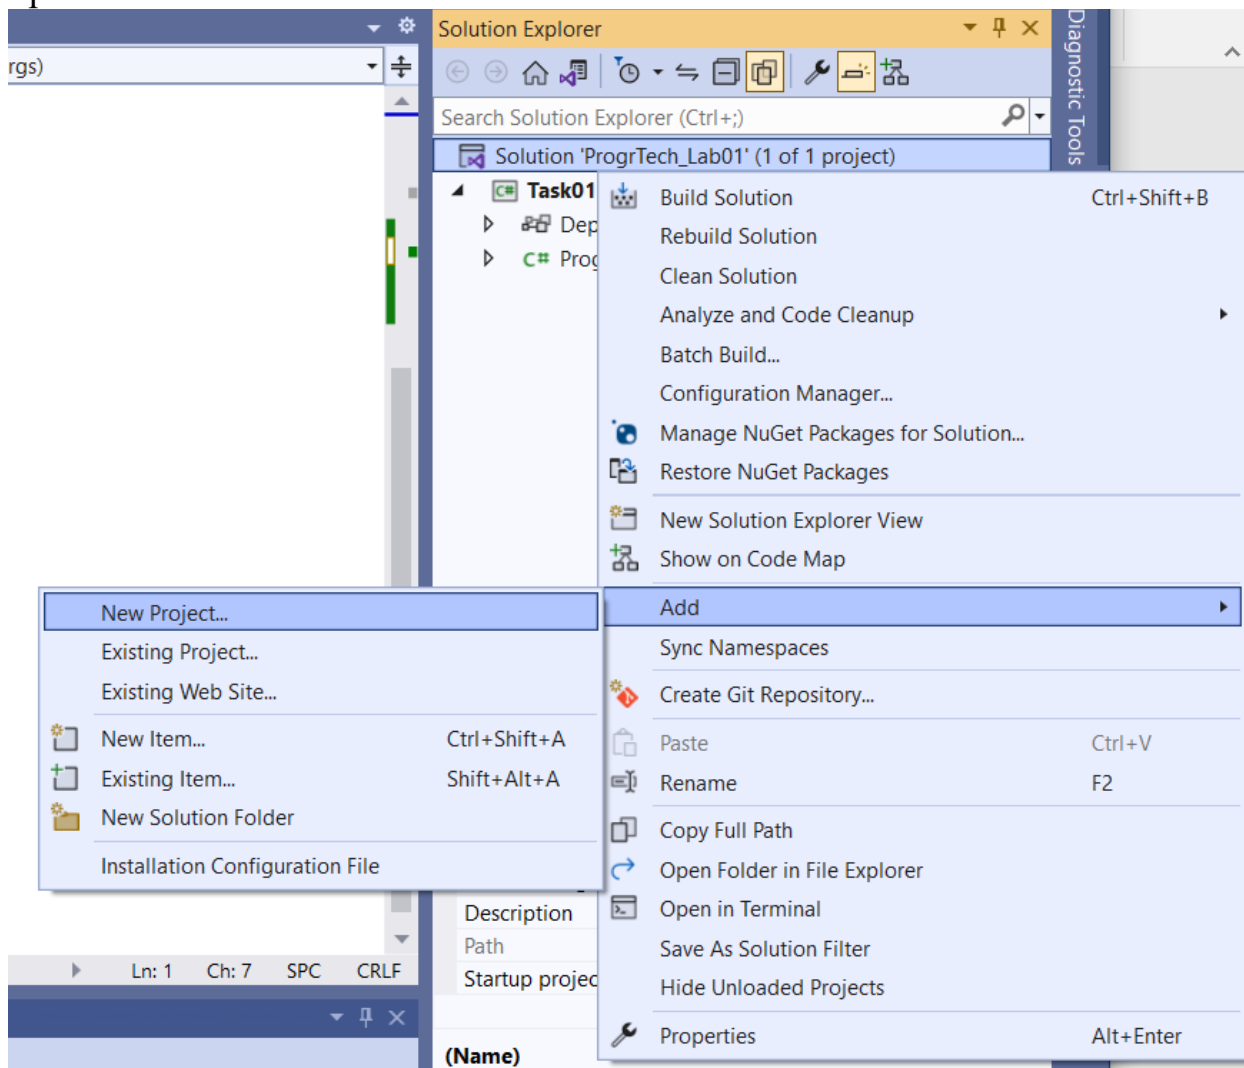 Solution Explorer
rgs)
Search Solution Explorer (Ctrl+;)
Diagnostic Tools
Solution 'ProgrTech_Lab01' (1 of 1 project)
Task01
Dep
C# Prog
Build Solution Ctrl+Shift+B
Rebuild Solution
Clean Solution
Analyze and Code Cleanup
Batch Build...
Configuration Manager...
Manage NuGet Packages for Solution...
Restore NuGet Packages
New Solution Explorer View
Show on Code Map
Add
Sync Namespaces
Create Git Repository...
Paste Ctrl+V
Rename F2
Copy Full Path
Open Folder in File Explorer
Open in Terminal
Save As Solution Filter
Hide Unloaded Projects
Properties Alt+Enter
New Project...
Existing Project...
Existing Web Site...
New Item... Ctrl+Shift+A
Existing Item... Shift+Alt+A
New Solution Folder
Installation Configuration File
Description
Path
Startup projec
Ln: 1 Ch: 7 SPC CRLF
(Name)